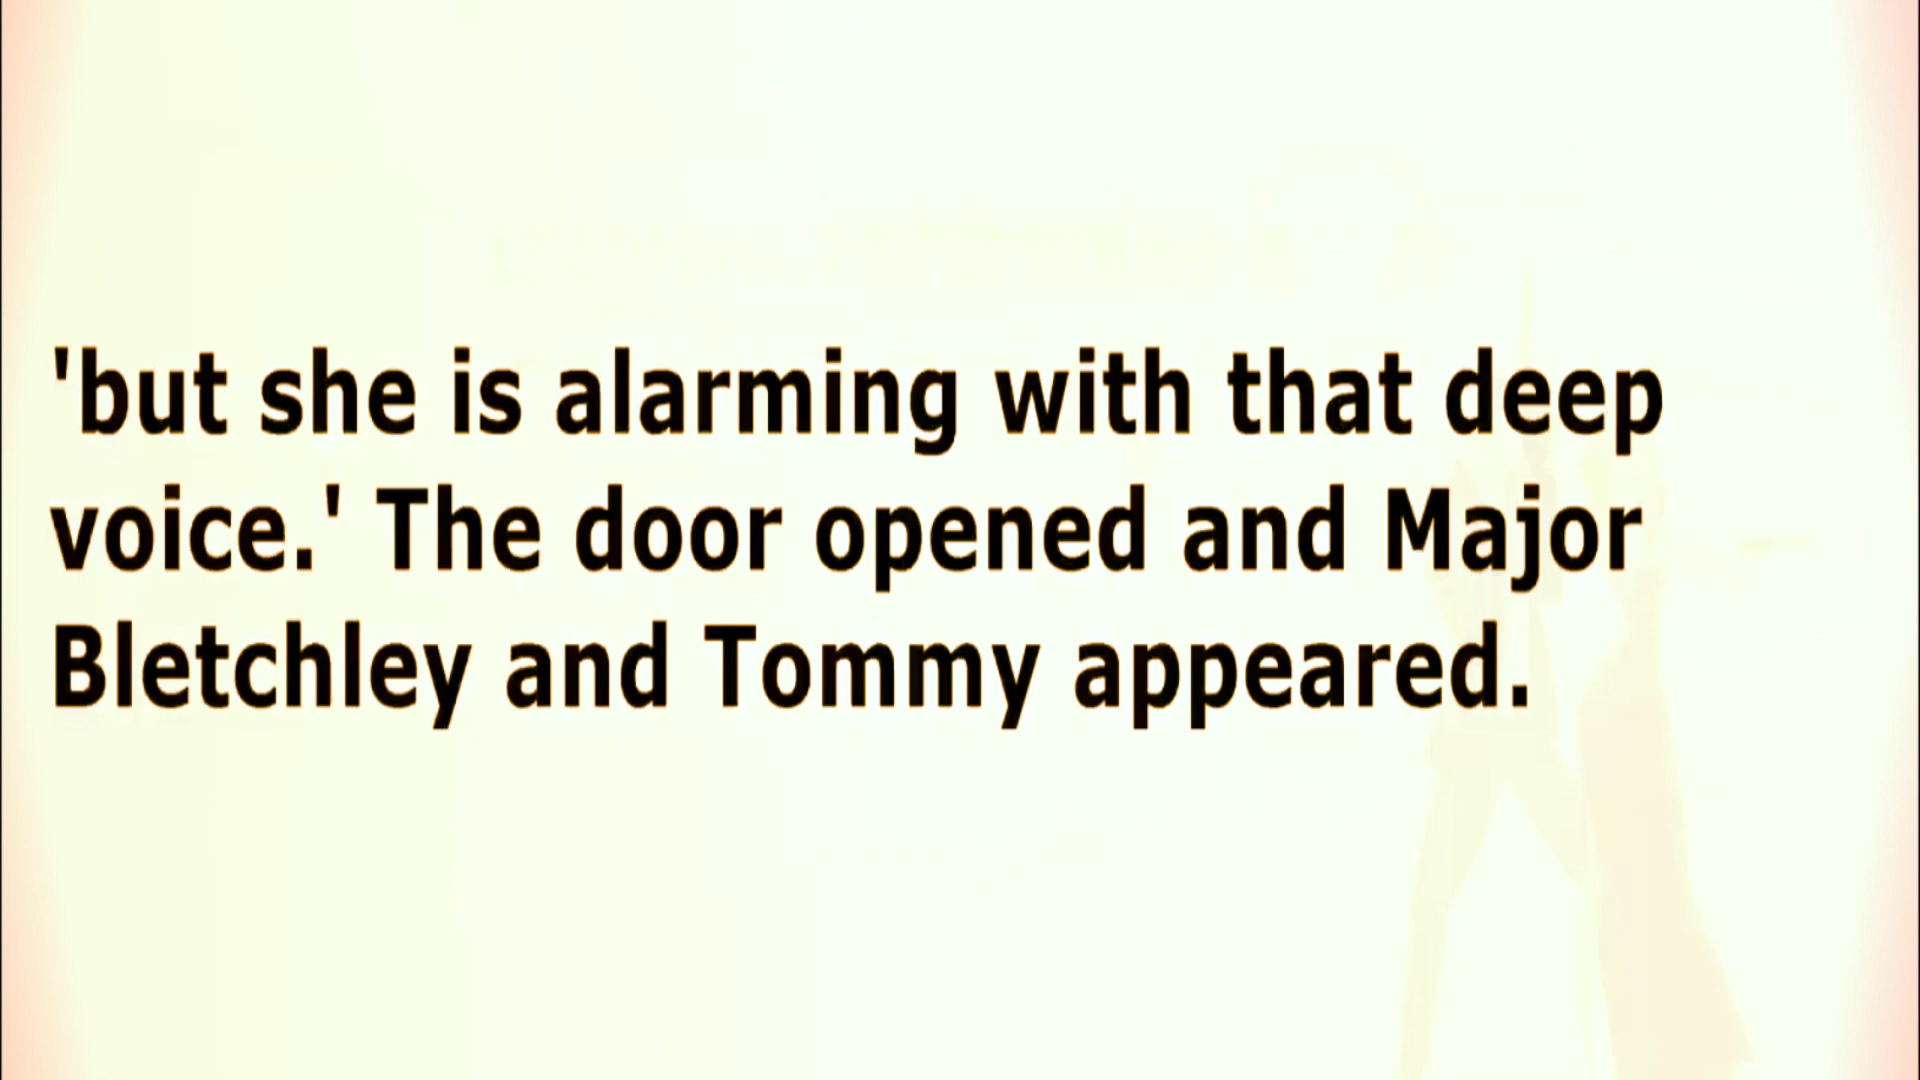 'but she is alarming with that deep
voice.' The door opened and Major
Bletchley and Tommy appeared.